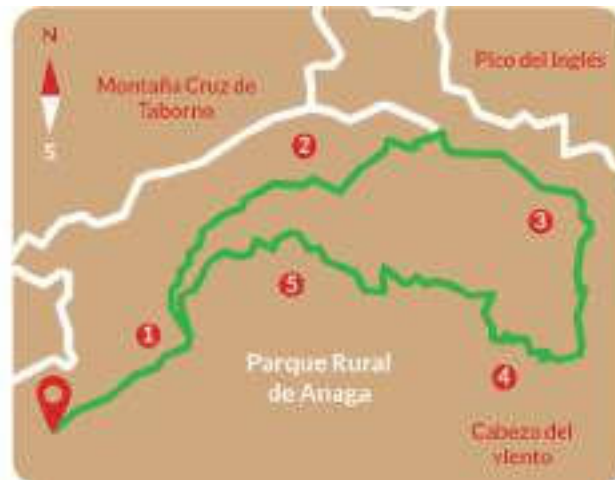 N
S
Montaña Cruz de
Taborno
Pico del Inglés
2
3
1
5
4
Parque Rural
de Anaga
Cabeza del
viento